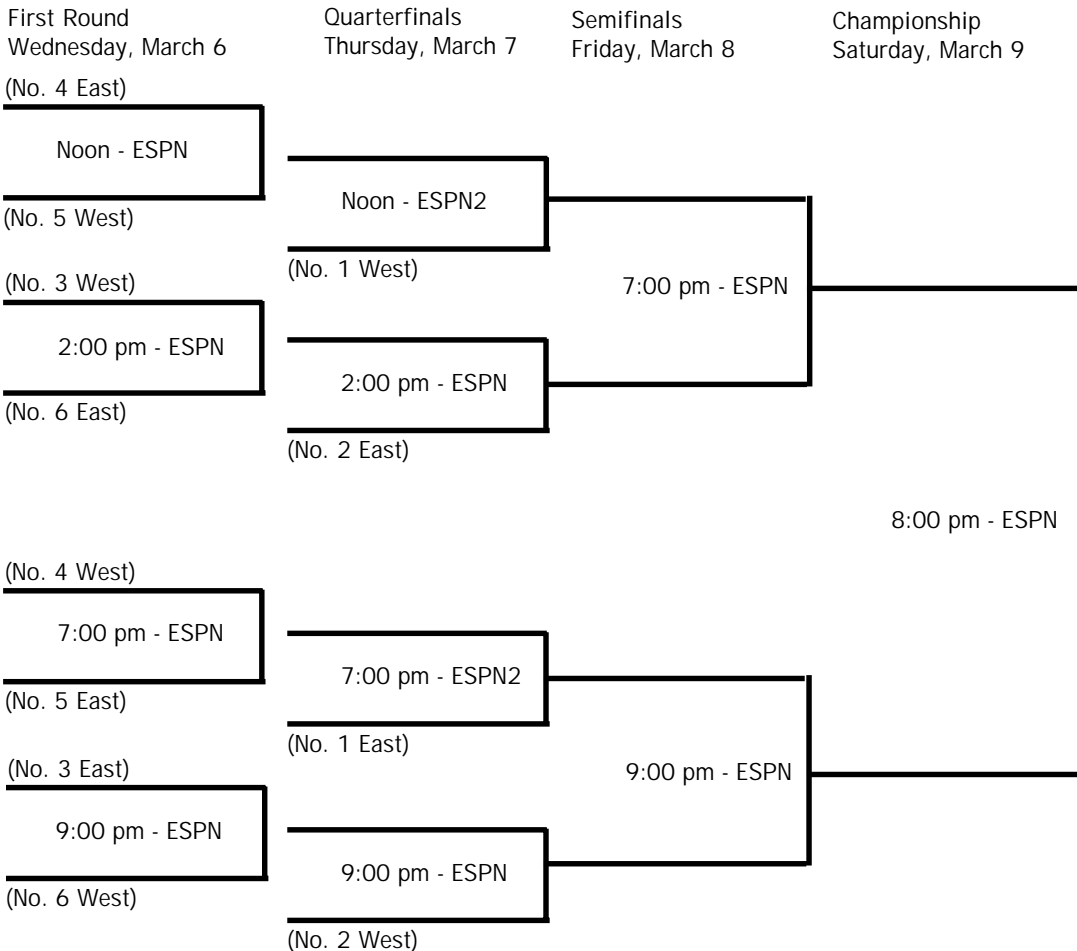 First Round
Wednesday, March 6
Quarterfinals
Thursday, March 7
Semifinals
Friday, March 8
Championship
Saturday, March 9
(No. 4 East)
Noon - ESPN
(No. 5 West)
(No. 3 West)
2:00 pm - ESPN
(No. 6 East)
Noon - ESPN2
(No. 1 West)
2:00 pm - ESPN
(No. 2 East)
7:00 pm - ESPN
8:00 pm - ESPN
(No. 4 West)
7:00 pm - ESPN
(No. 5 East)
(No. 3 East)
9:00 pm - ESPN
(No. 6 West)
7:00 pm - ESPN2
(No. 1 East)
9:00 pm - ESPN
(No. 2 West)
9:00 pm - ESPN